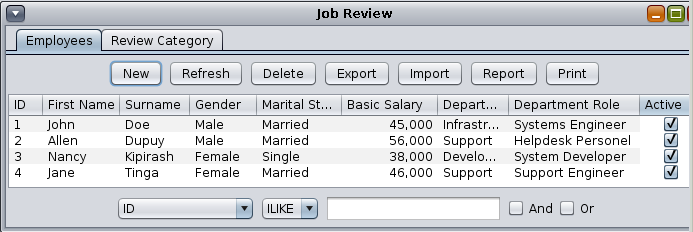 Job Review
Employees Review Category
New Refresh Delete Export Import Report Print
ID First Name Surname Gender Marital St... Basic Salary Depart... Department Role Active
1 John Doe Male Married 45,000 Infrastr... Systems Engineer
2 Allen Dupuy Male Married 56,000 Support Helpdesk Personel
3 Nancy Kipirash Female Single 38,000 Develo... System Developer
4 Jane Tinga Female Married 46,000 Support Support Engineer
ID ILIKE And Or